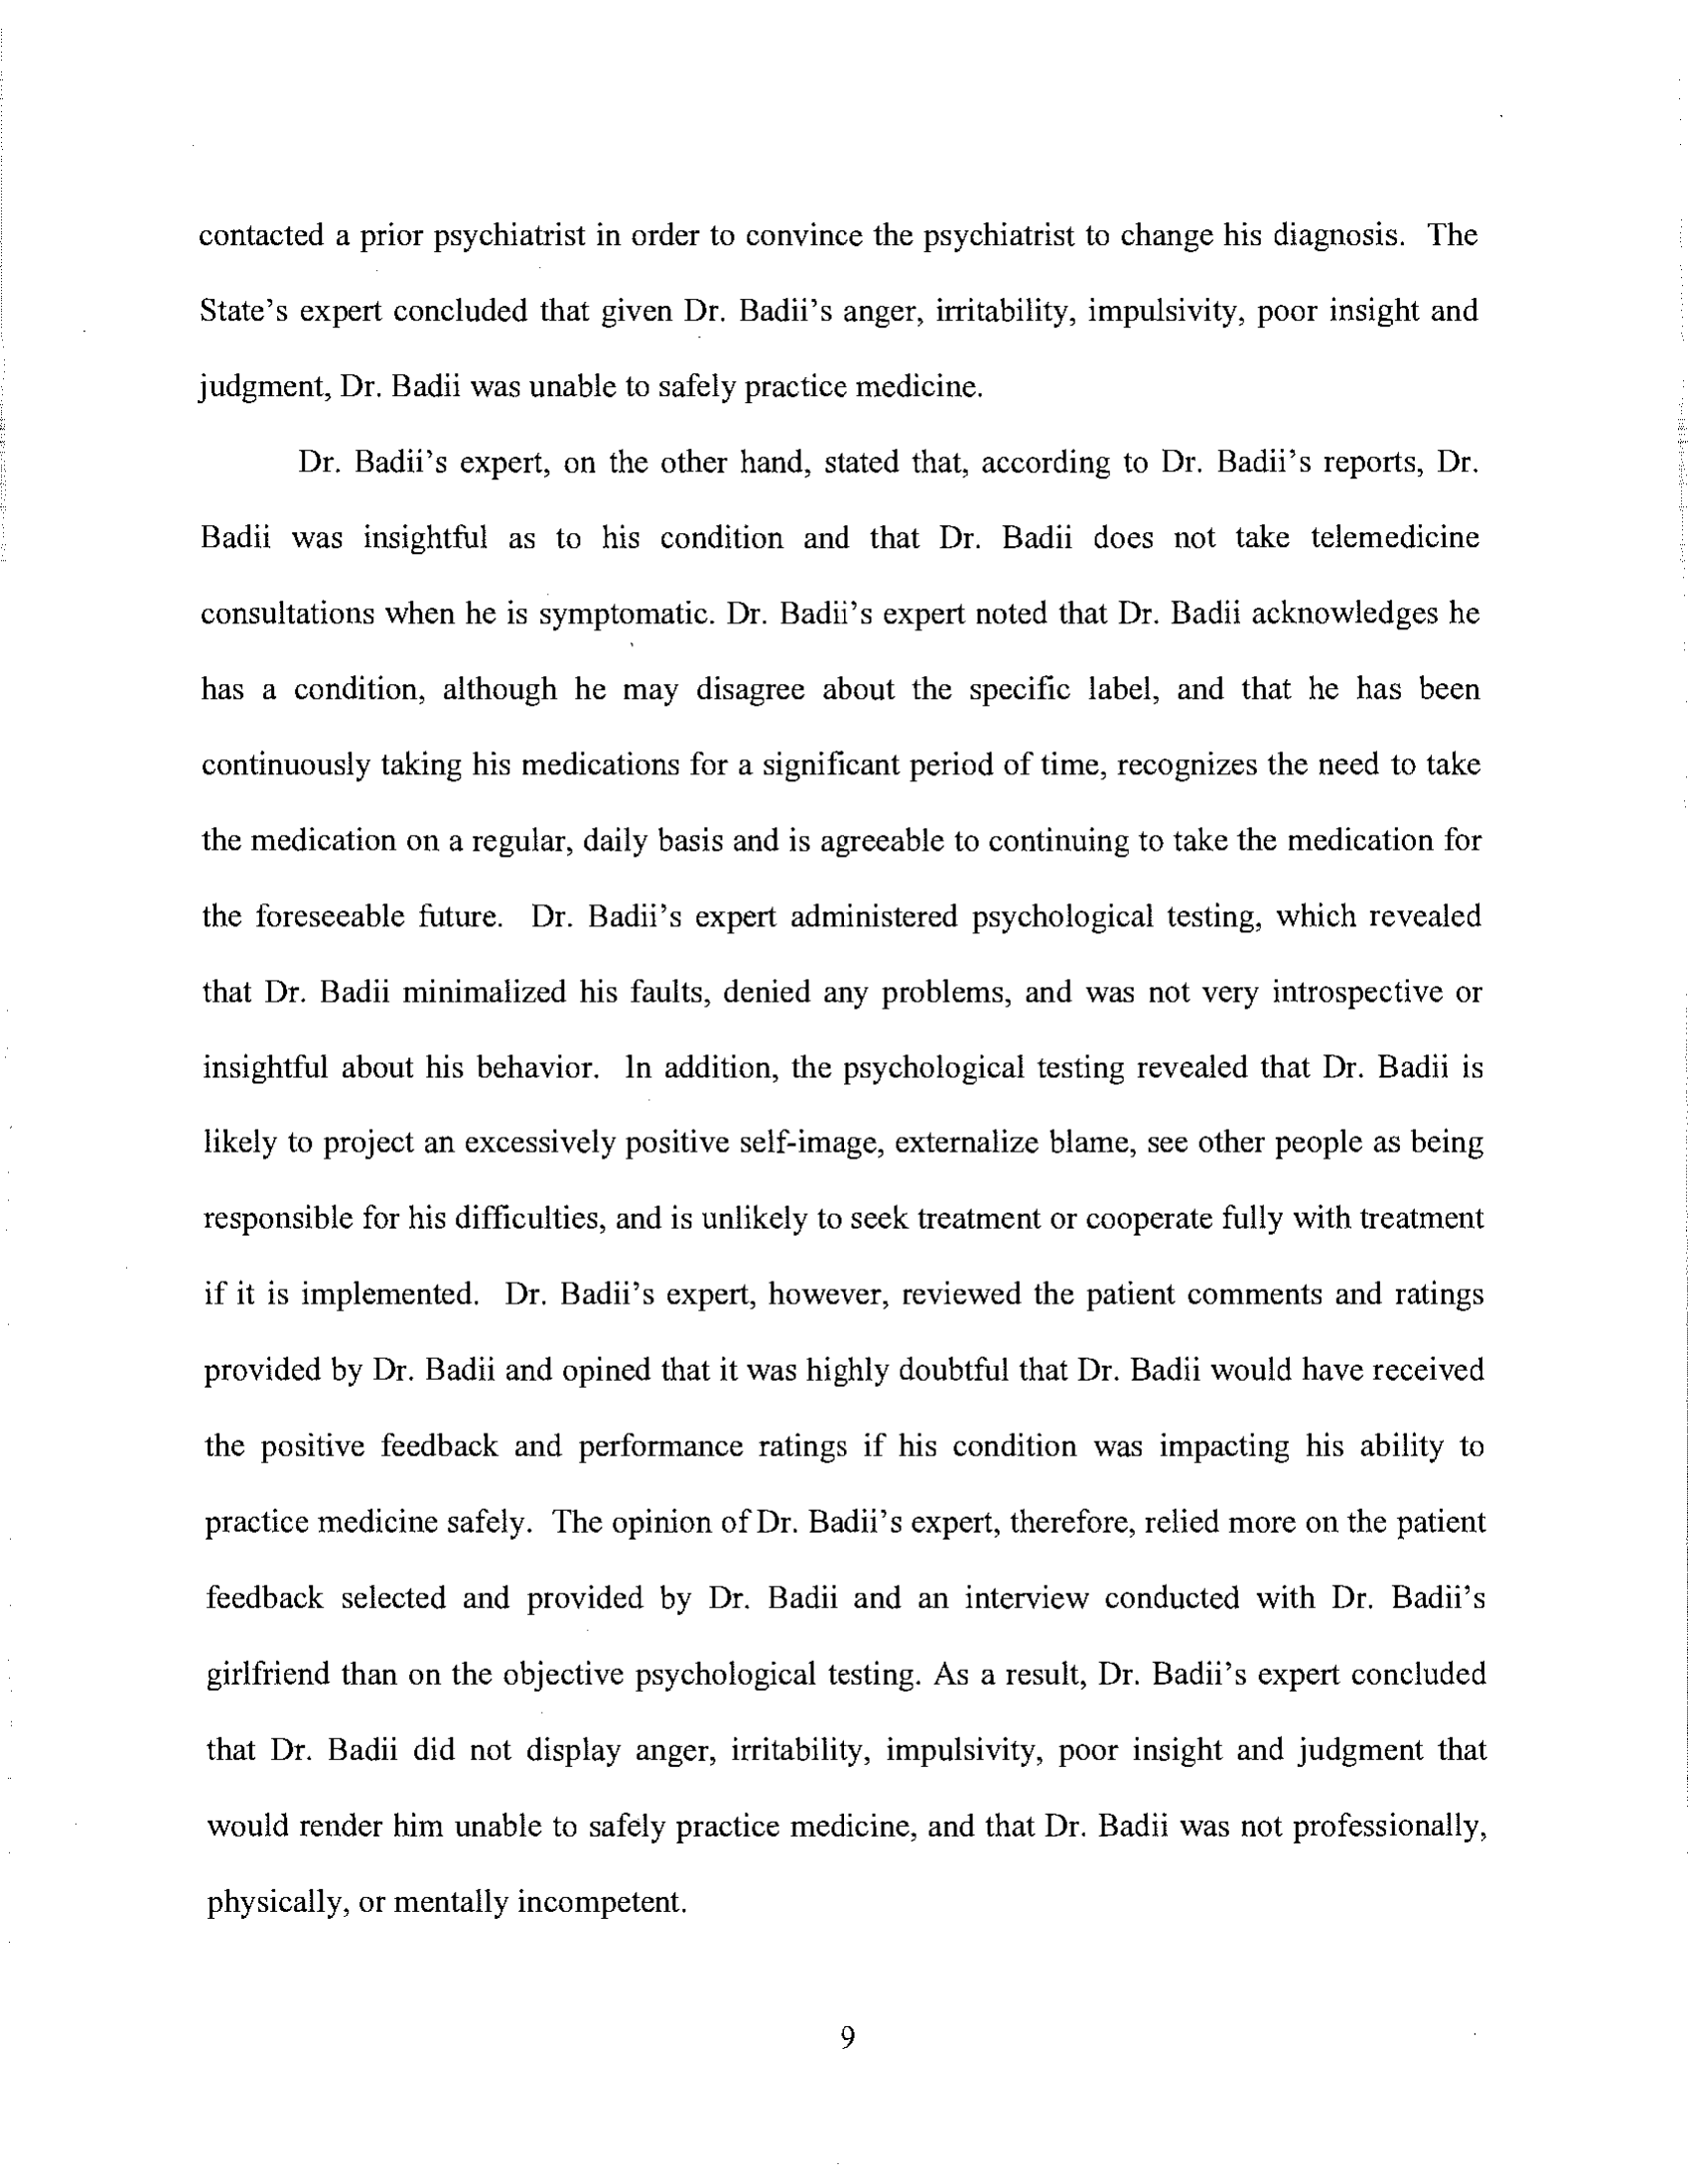 contacted a prior psychiatrist in order to convince the psychiatrist to change his diagnosis. The
State's expert concluded that given Dr. Badii's anger, irritability, impulsivity, poor insight and
judgment, Dr. Badii was unable to safely practice medicine.
Dr. Badii's expert, on the other hand, stated that, according to Dr. Badii's reports, Dr.
Badii was insightful as to his condition and that Dr. Badii does not take telemedicine
consultations when he is symptomatic. Dr. Badii's expert noted that Dr. Badii acknowledges he
has a condition, although he may disagree about the specific label, and that he has been
continuously taking his medications for a significant period of time, recognizes the need to take
the medication on a regular, daily basis and is agreeable to continuing to take the medication for
the foreseeable future. Dr. Badii's expert administered psychological testing, which revealed
that Dr. Badii minimalized his faults, denied any problems, and was not very introspective or
insightful about his behavior. In addition, the psychological testing revealed that Dr. Badii is
likely to project an excessively positive self-image, externalize blame, see other people as being
responsible for his difficulties, and is unlikely to seek treatment or cooperate fully with treatment
if it is implemented. Dr. Badii's expert, however, reviewed the patient comments and ratings
provided by Dr. Badii and opined that it was highly doubtful that Dr. Badii would have received
the positive feedback and performance ratings if his condition was impacting his ability to
practice medicine safely. The opinion of Dr. Badii's expert, therefore, relied more on the patient
feedback selected and provided by Dr. Badii and an interview conducted with Dr. Badii's
girlfriend than on the objective psychological testing. As a result, Dr. Badii's expert concluded
that Dr. Badii did not display anger, irritability, impulsivity, poor insight and judgment that
would render him unable to safely practice medicine, and that Dr. Badii was not professionally,
physically, or mentally incompetent.
9